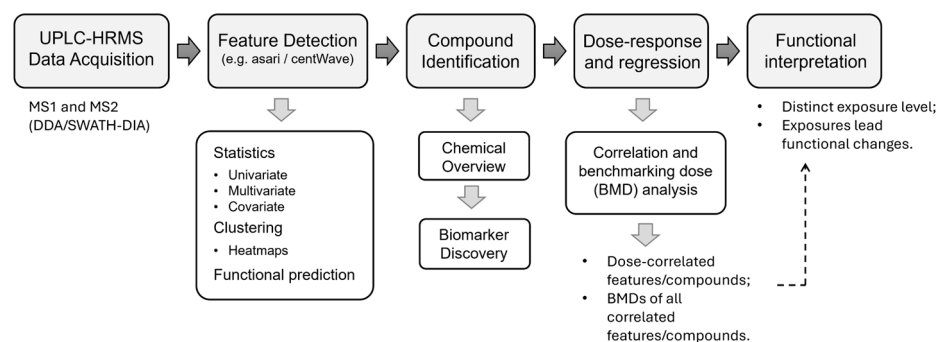 UPLC-HRMS
Data Acquisition
MS1 and MS2
(DDA/SWATH-DIA)
Feature Detection
(e.g. asari / centWave)
Statistics
• Univariate
• Multivariate
• Covariate
Clustering
• Heatmaps
Functional prediction
Compound
Identification
Chemical
Overview
Biomarker
Discovery
Dose-response
and regression
Correlation and
benchmarking dose
(BMD) analysis
• Dose-correlated
features/compounds;
• BMDs of all
correlated
features/compounds.
Functional
interpretation
• Distinct exposure level;
• Exposures lead
functional changes.